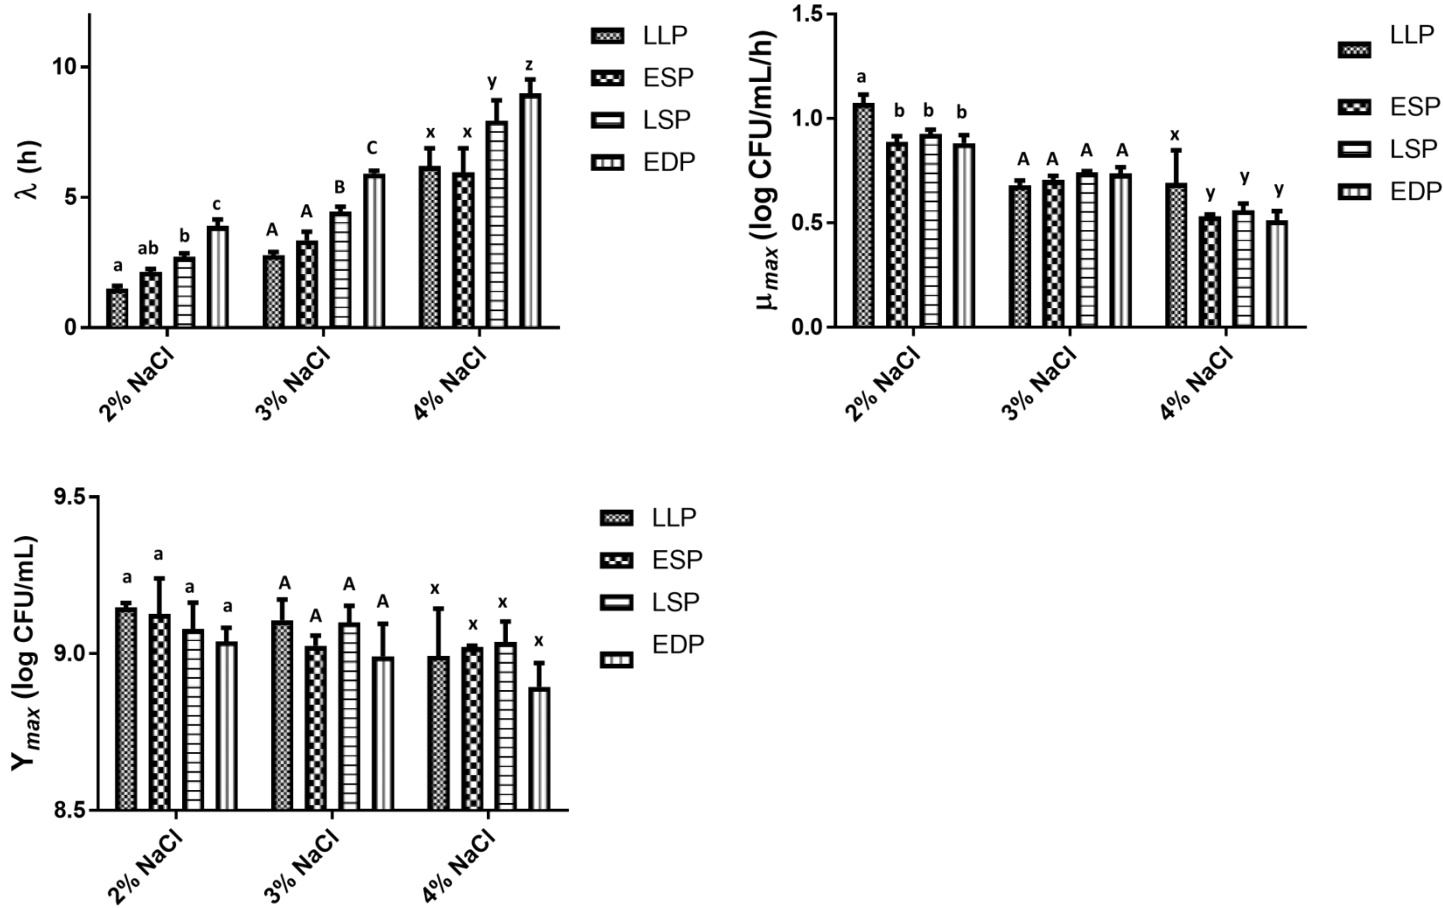 λ (h)
10
5
0
a
ab
b
c
A
A
B
C
x
x
y
z
2% NaCl
3% NaCl
4% NaCl
LLP
ESP
LSP
EDP
μmax (log CFU/mL/h)
1.5
1.0
0.5
0.0
a
b
b
b
A
A
A
A
x
y
y
y
2% NaCl
3% NaCl
4% NaCl
LLP
ESP
LSP
EDP
Ymax (log CFU/mL)
9.5
9.0
8.5
a
a
a
a
A
A
A
A
x
x
x
x
2% NaCl
3% NaCl
4% NaCl
LLP
ESP
LSP
EDP